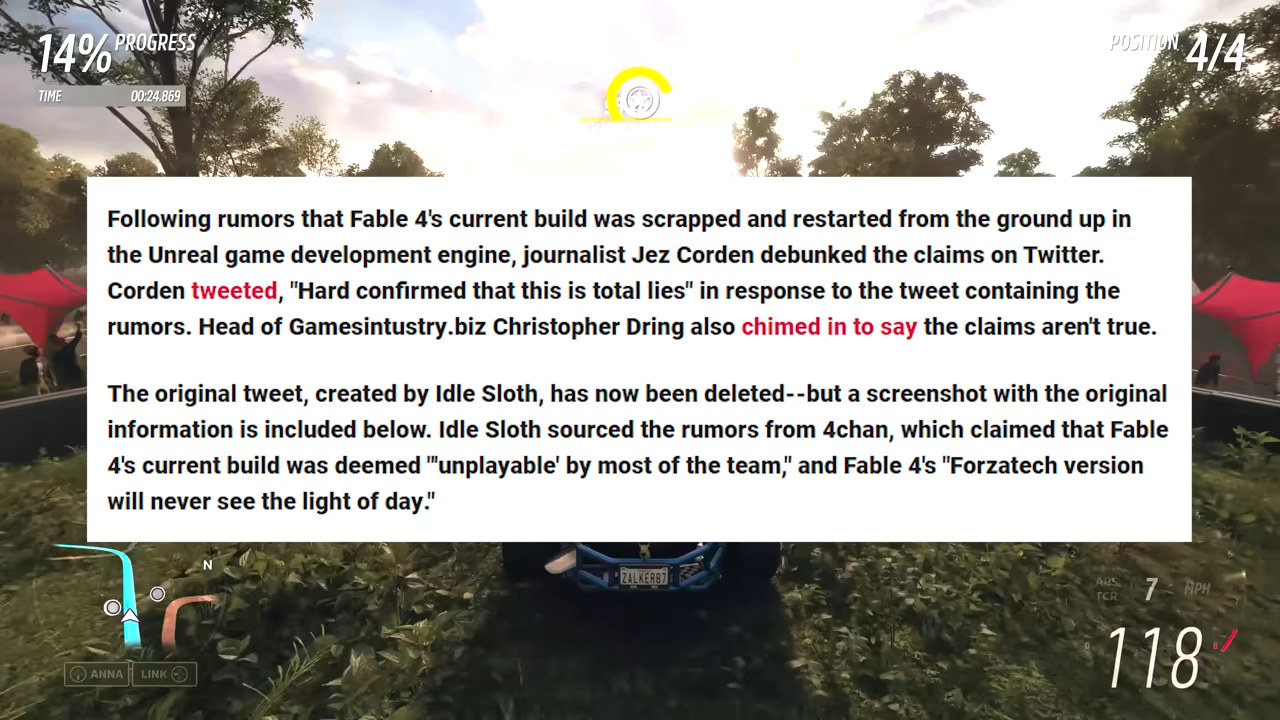 14% PROGRESS
TIME 00:24.869
POSITION 4/4
Following rumors that Fable 4's current build was scrapped and restarted from the ground up in
the Unreal game development engine, journalist Jez Corden debunked the claims on Twitter.
Corden tweeted, "Hard confirmed that this is total lies" in response to the tweet containing the
rumors. Head of Gamesintustry.biz Christopher Dring also chimed in to say the claims aren't true.
The original tweet, created by Idle Sloth, has now been deleted--but a screenshot with the original
information is included below. Idle Sloth sourced the rumors from 4chan, which claimed that Fable
4's current build was deemed "'unplayable' by most of the team," and Fable 4's "Forzatech version
will never see the light of day."
ZALKER87
N
ANNA LINK
ABS
TCR
7 MPH
0 8
118